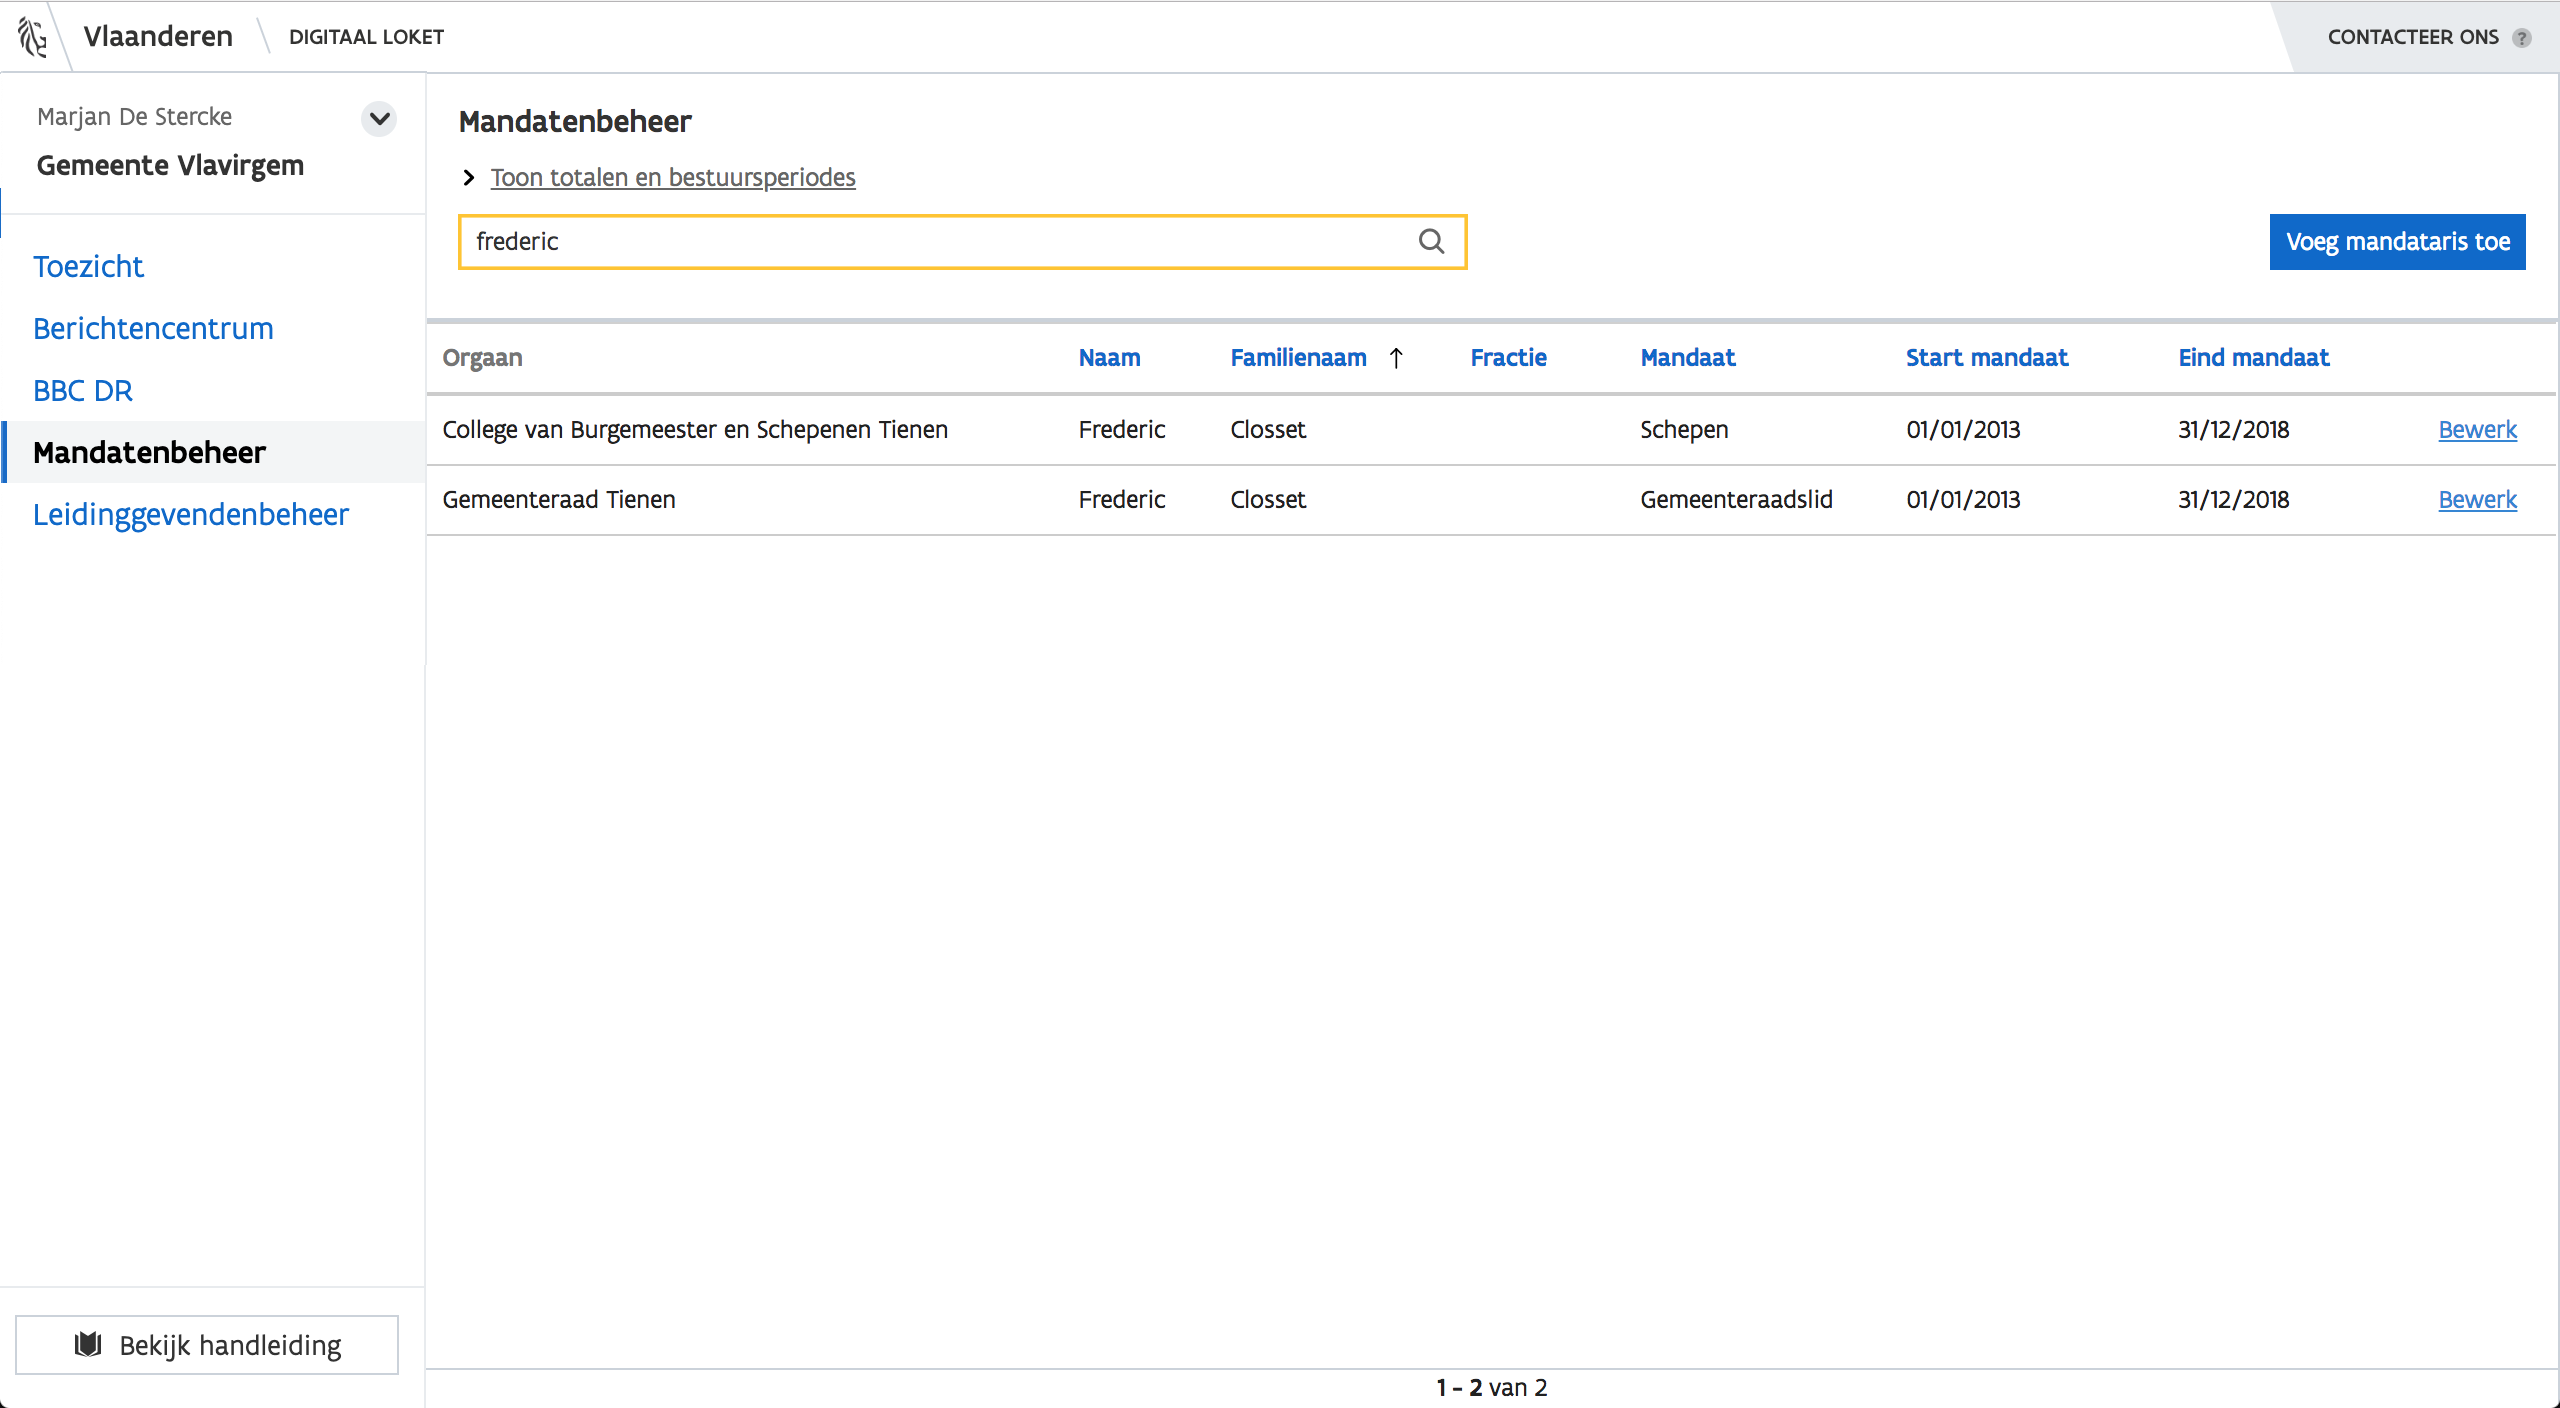 Vlaanderen DIGITAAL LOKET CONTACTEER ONS ?
Marjan De Stercke
Gemeente Vlavirgem
Toezicht
Berichtencentrum
BBC DR
Mandatenbeheer
Leidinggevendenbeheer
Bekijk handleiding
Mandatenbeheer
Toon totalen en bestuursperiodes
frederic
Voeg mandataris toe
Orgaan Naam Familienaam ↑ Fractie Mandaat Start mandaat Eind mandaat
College van Burgemeester en Schepenen Tienen Frederic Closset Schepen 01/01/2013 31/12/2018 Bewerk
Gemeenteraad Tienen Frederic Closset Gemeenteraadslid 01/01/2013 31/12/2018 Bewerk
1 - 2 van 2